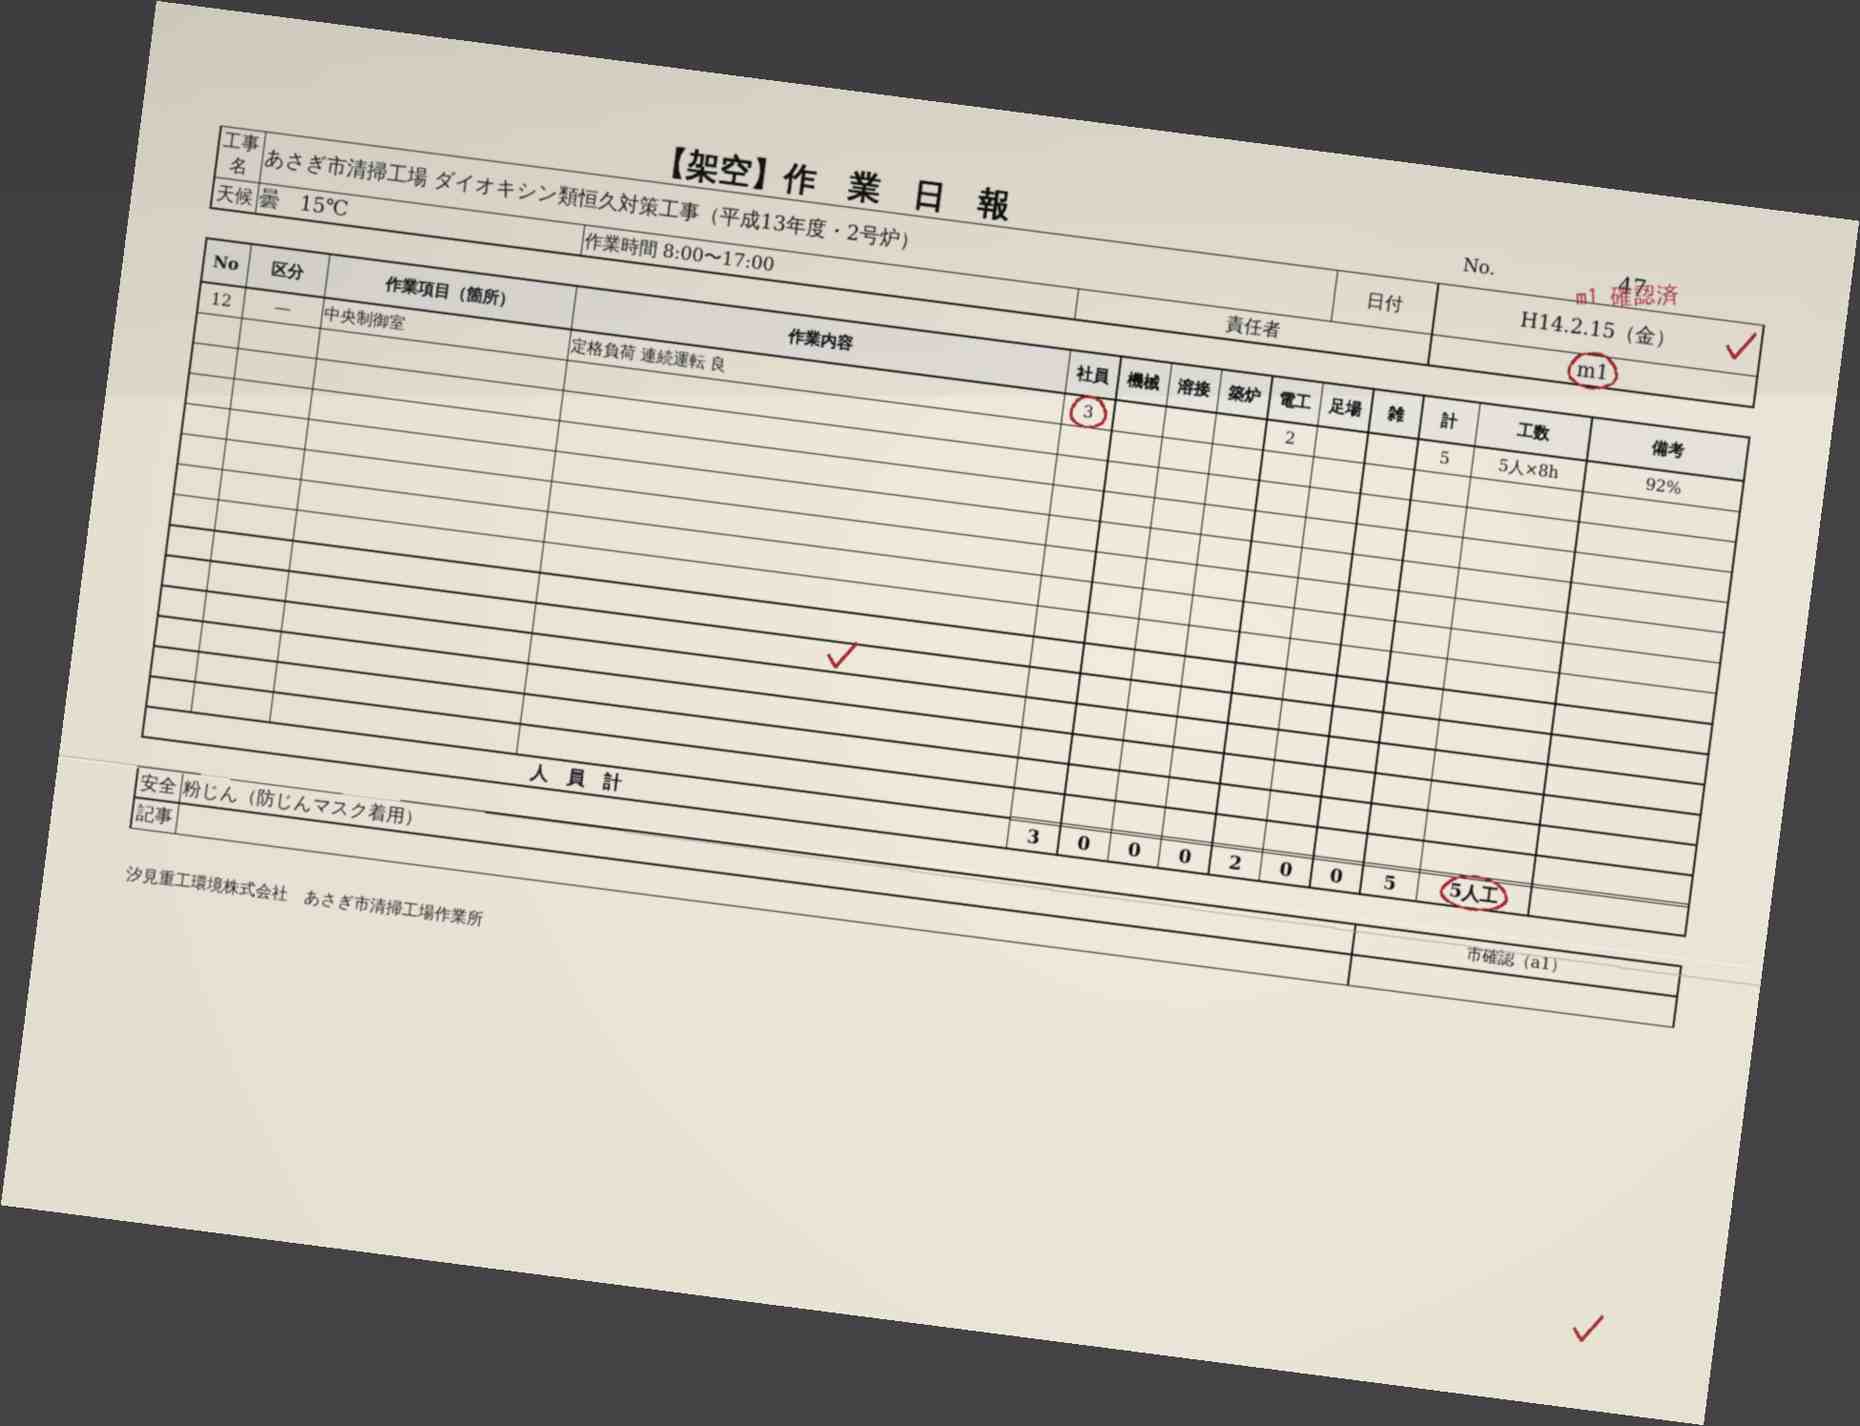 【架空】作　業　日　報
No. 47
m1 確認済
工事名 あさぎ市清掃工場 ダイオキシン類恒久対策工事（平成13年度・2号炉） 日付 H14.2.15（金）
天候 曇　15℃ 作業時間 8:00〜17:00 責任者 m1
No 区分 作業項目（箇所） 作業内容 社員 機械 溶接 築炉 電工 足場 雑 計 工数 備考
12 — 中央制御室 定格負荷 連続運転 良 3 2 5 5人×8h 92%
人　員　計 3 0 0 0 2 0 0 5 5人工
安全 粉じん（防じんマスク着用） 市確認（a1）
記事
汐見重工環境株式会社　あさぎ市清掃工場作業所